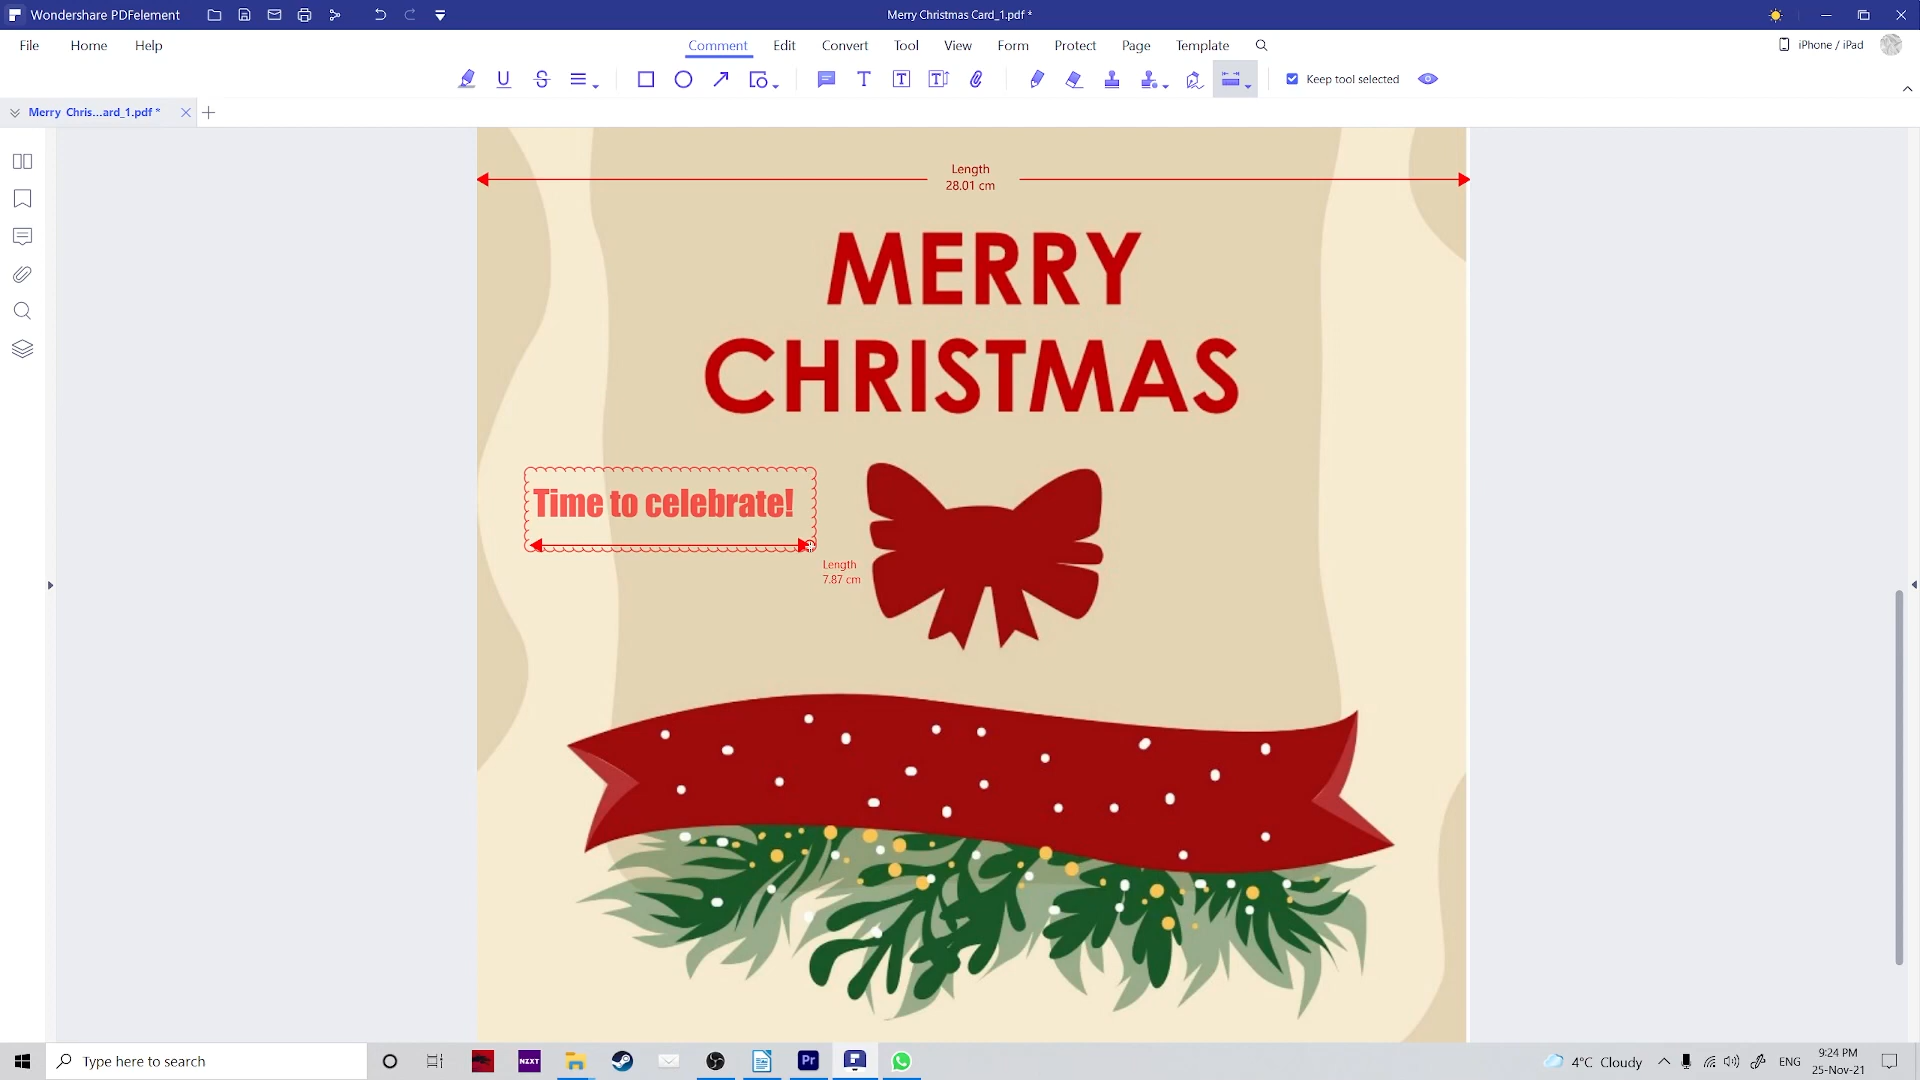 Wondershare PDFelement
Merry Christmas Card_1.pdf *
File Home Help
Comment Edit Convert Tool View Form Protect Page Template
iPhone / iPad
Keep tool selected
Merry Chris...ard_1.pdf *
Length
28.01 cm
MERRY
CHRISTMAS
Time to celebrate!
Length
7.87 cm
Type here to search
NZXT
Pr
4°C Cloudy
ENG
9:24 PM
25-Nov-21